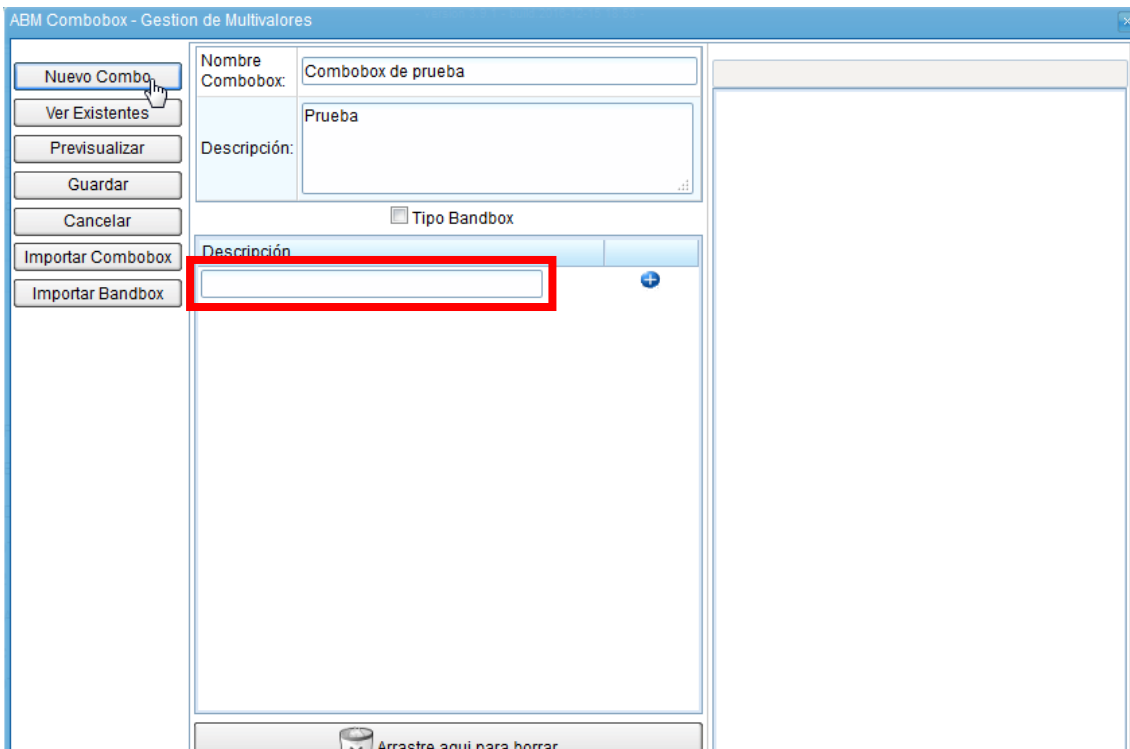 ABM Combobox - Gestion de Multivalores
Nuevo Combo
Ver Existentes
Previsualizar
Guardar
Cancelar
Importar Combobox
Importar Bandbox
Nombre
Combobox:
Combobox de prueba
Descripción:
Prueba
Tipo Bandbox
Descripción
Arrastre aqui para borrar